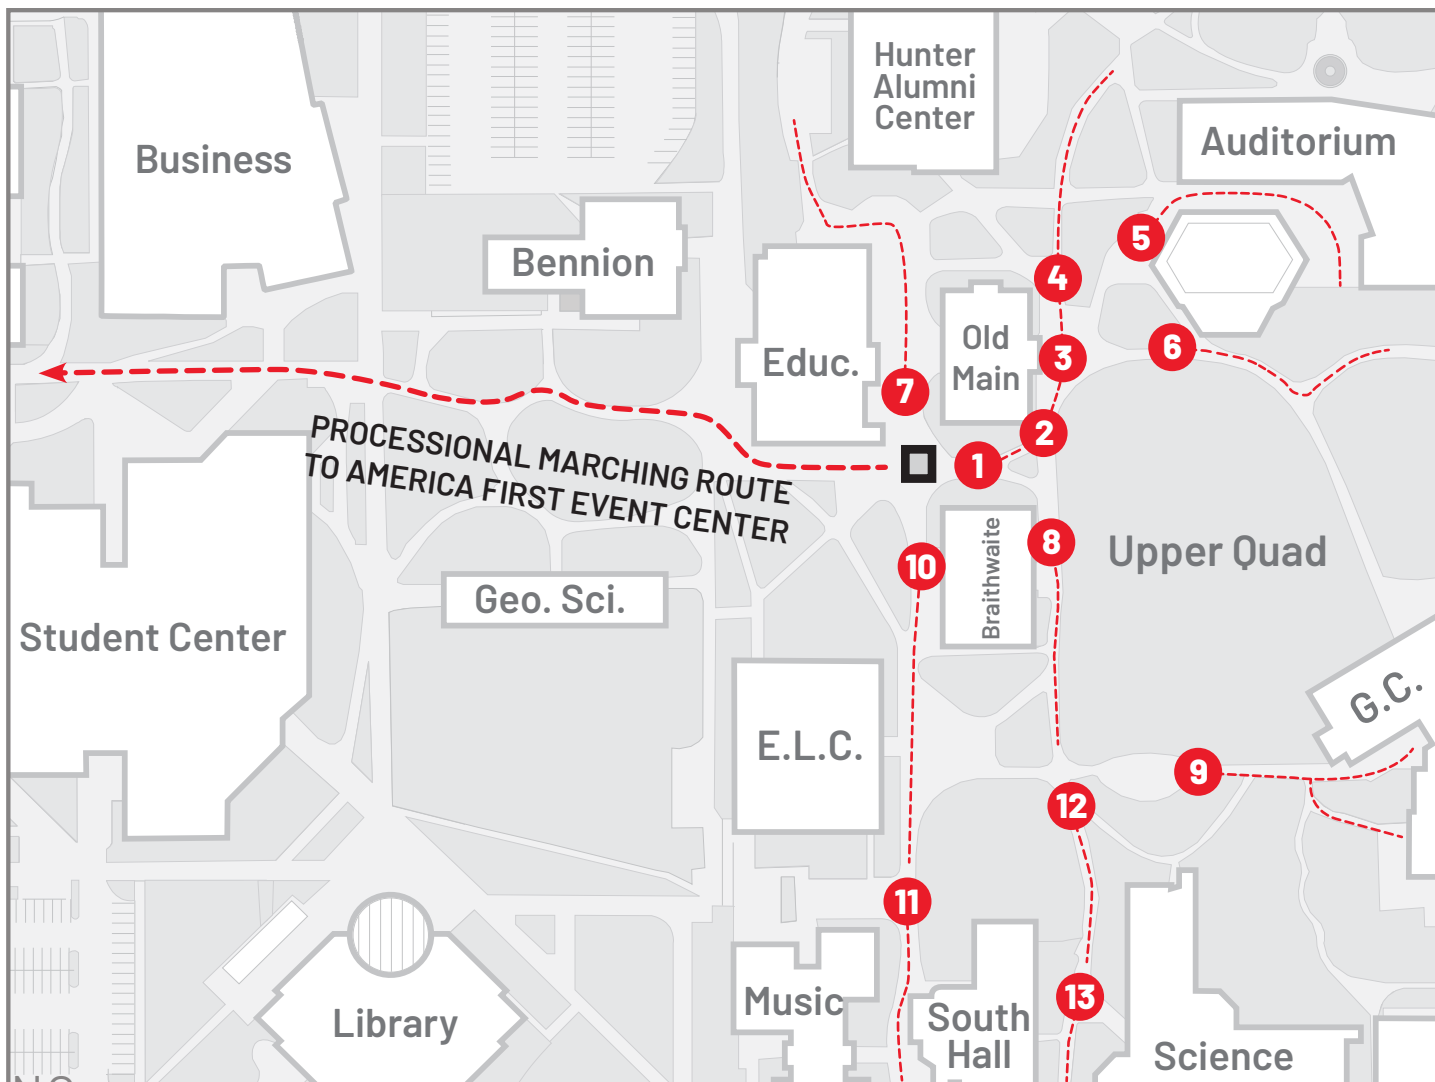 Hunter
Alumni
Center
Auditorium
Business
Bennion
5
4
Old
Main
Educ.
3
6
7
2
1
PROCESSIONAL MARCHING ROUTE
TO AMERICA FIRST EVENT CENTER
8
Upper Quad
10
Braithwaite
Geo. Sci.
Student Center
G.C.
E.L.C.
9
12
11
13
Music
South
Hall
Library
Science